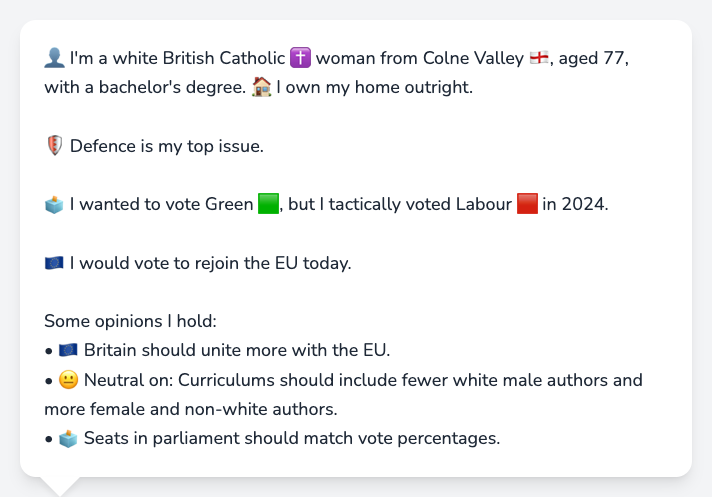 👤 I'm a white British Catholic ✝️ woman from Colne Valley 🏴󠁧󠁢󠁥󠁮󠁧󠁿, aged 77,
with a bachelor's degree. 🏠 I own my home outright.
🛡️ Defence is my top issue.
🗳️ I wanted to vote Green 🟩, but I tactically voted Labour 🟥 in 2024.
🇪🇺 I would vote to rejoin the EU today.
Some opinions I hold:
• 🇪🇺 Britain should unite more with the EU.
• 😐 Neutral on: Curriculums should include fewer white male authors and
more female and non-white authors.
• 🗳️ Seats in parliament should match vote percentages.